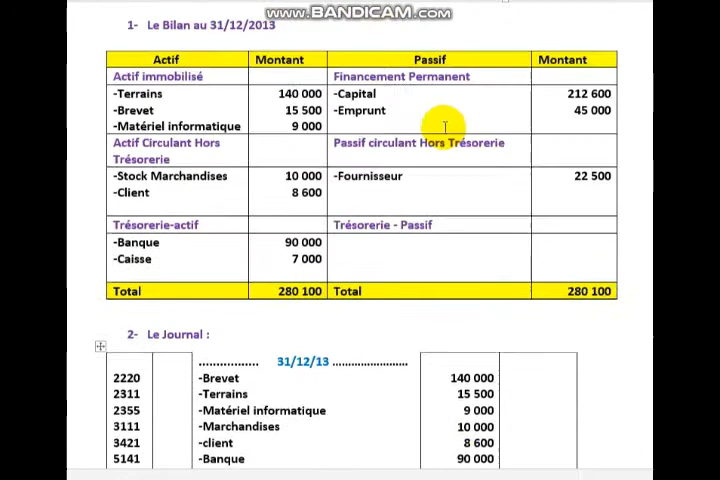 www.BANDICAM.com
1- Le Bilan au 31/12/2013
Actif Montant Passif Montant
Actif immobilisé Financement Permanent
-Terrains 140 000 -Capital 212 600
-Brevet 15 500 -Emprunt 45 000
-Matériel informatique 9 000
Actif Circulant Hors Passif circulant Hors Trésorerie
Trésorerie
-Stock Marchandises 10 000 -Fournisseur 22 500
-Client 8 600
Trésorerie-actif Trésorerie - Passif
-Banque 90 000
-Caisse 7 000
Total 280 100 Total 280 100
2- Le Journal :
.................. 31/12/13 ........................
2220 -Brevet 140 000
2311 -Terrains 15 500
2355 -Matériel informatique 9 000
3111 -Marchandises 10 000
3421 -client 8 600
5141 -Banque 90 000